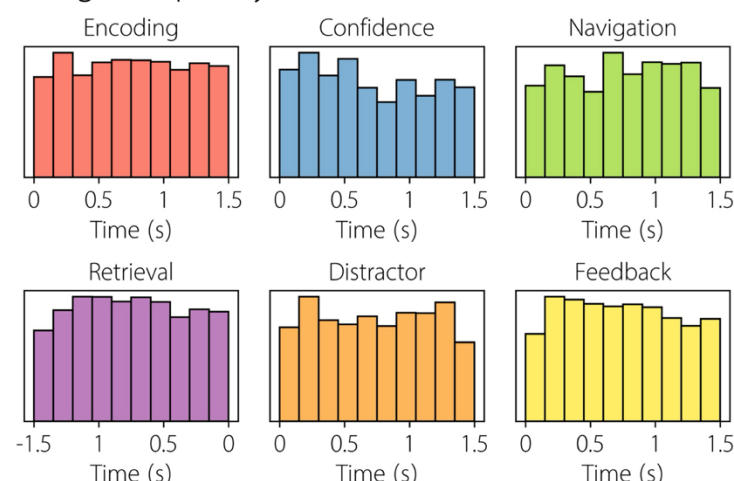 Encoding
Confidence
Navigation
0 0.5 1 1.5
0 0.5 1 1.5
0 0.5 1 1.5
Time (s)
Time (s)
Time (s)
Retrieval
Distractor
Feedback
-1.5 1 0.5 0
0 0.5 1 1.5
0 0.5 1 1.5
Time (s)
Time (s)
Time (s)